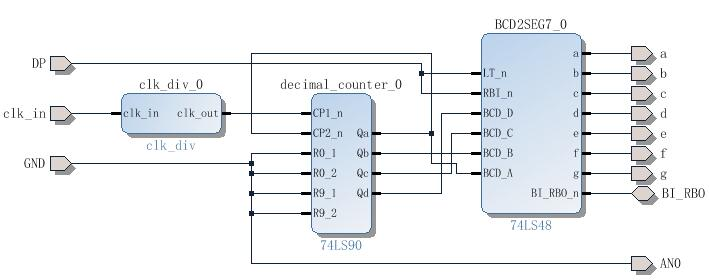 BCD2SEG7_0
DP
clk_in
GND
clk_div_0
clk_in clk_out
clk_div
decimal_counter_0
CP1_n
CP2_n Qa
R0_1 Qb
R0_2 Qc
R9_1 Qd
R9_2
74LS90
a
LT_n b
RBI_n c
BCD_D d
BCD_C e
BCD_B f
BCD_A g
BI_RBO_n
74LS48
a
b
c
d
e
f
g
BI_RBO
AN0